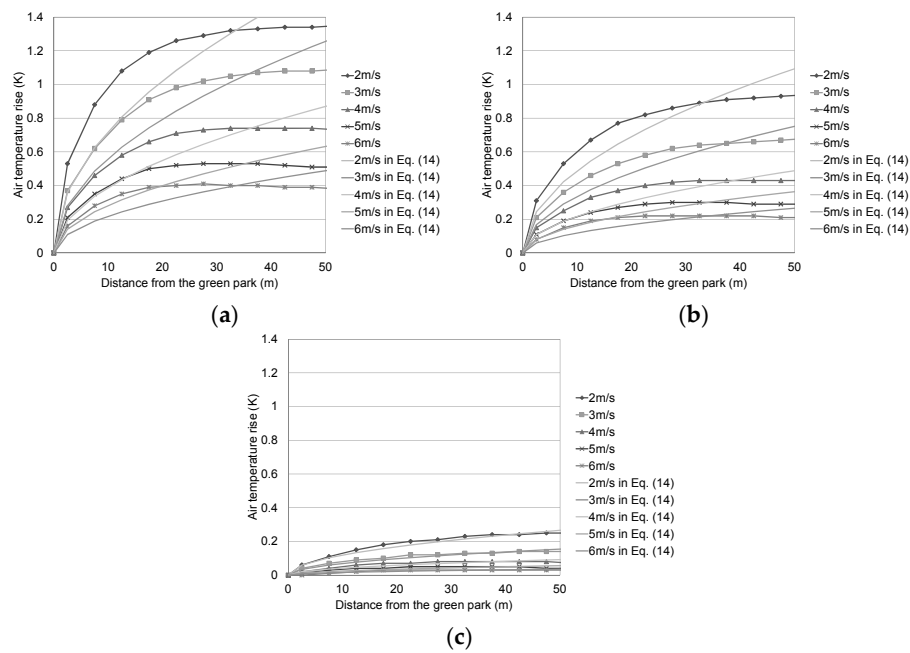 1.4
1.2
1
0.8
0.6
0.4
0.2
0
Air temperature rise (K)
0 10 20 30 40 50
Distance from the green park (m)
2m/s
3m/s
4m/s
5m/s
6m/s
2m/s in Eq. (14)
3m/s in Eq. (14)
4m/s in Eq. (14)
5m/s in Eq. (14)
6m/s in Eq. (14)
(a)
1.4
1.2
1
0.8
0.6
0.4
0.2
0
Air temperature rise (K)
0 10 20 30 40 50
Distance from the green park (m)
2m/s
3m/s
4m/s
5m/s
6m/s
2m/s in Eq. (14)
3m/s in Eq. (14)
4m/s in Eq. (14)
5m/s in Eq. (14)
6m/s in Eq. (14)
(b)
1.4
1.2
1
0.8
0.6
0.4
0.2
0
Air temperature rise (K)
0 10 20 30 40 50
Distance from the green park (m)
2m/s
3m/s
4m/s
5m/s
6m/s
2m/s in Eq. (14)
3m/s in Eq. (14)
4m/s in Eq. (14)
5m/s in Eq. (14)
6m/s in Eq. (14)
(c)